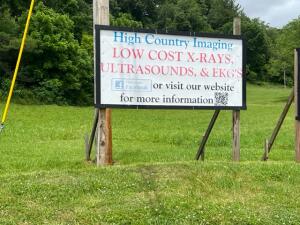 High Country Imaging
LOW COST X-RAYS,
ULTRASOUNDS, & EKG'S
or visit our website
for more information